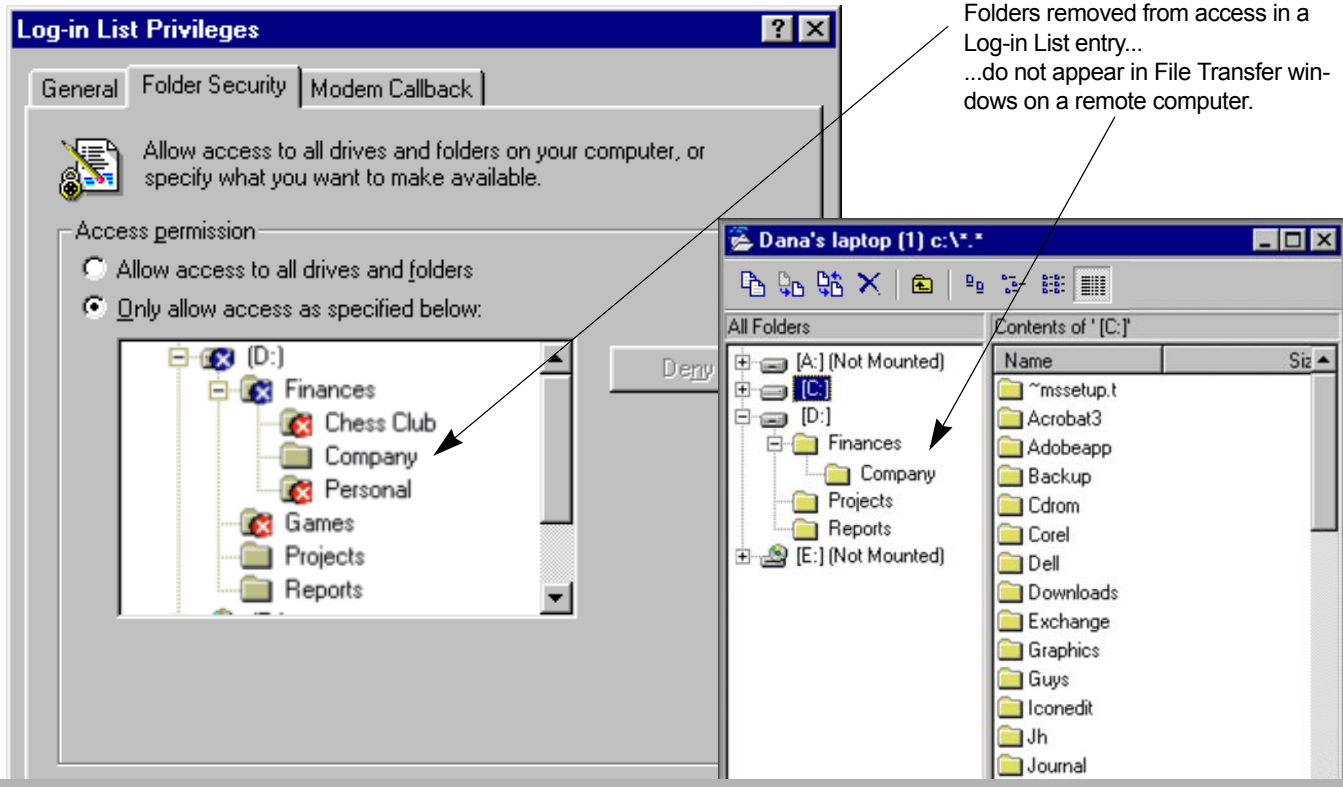 Folders removed from access in a
Log-in List entry...
...do not appear in File Transfer win-
dows on a remote computer.
Log-in List Privileges
General
Folder Security
Modem Callback
Allow access to all drives and folders on your computer, or
specify what you want to make available.
Access permission
Allow access to all drives and folders
Only allow access as specified below:
(D:)
Finances
Chess Club
Company
Personal
Games
Projects
Reports
Deny
Dana's laptop (1) c:\*.*
All Folders
[A:] (Not Mounted)
[C:]
[D:]
Finances
Company
Projects
Reports
[E:] (Not Mounted)
Contents of ' [C:]'
Name
Siz
~mssetup.t
Acrobat3
Adobeapp
Backup
Cdrom
Corel
Dell
Downloads
Exchange
Graphics
Guys
Iconedit
Jh
Journal